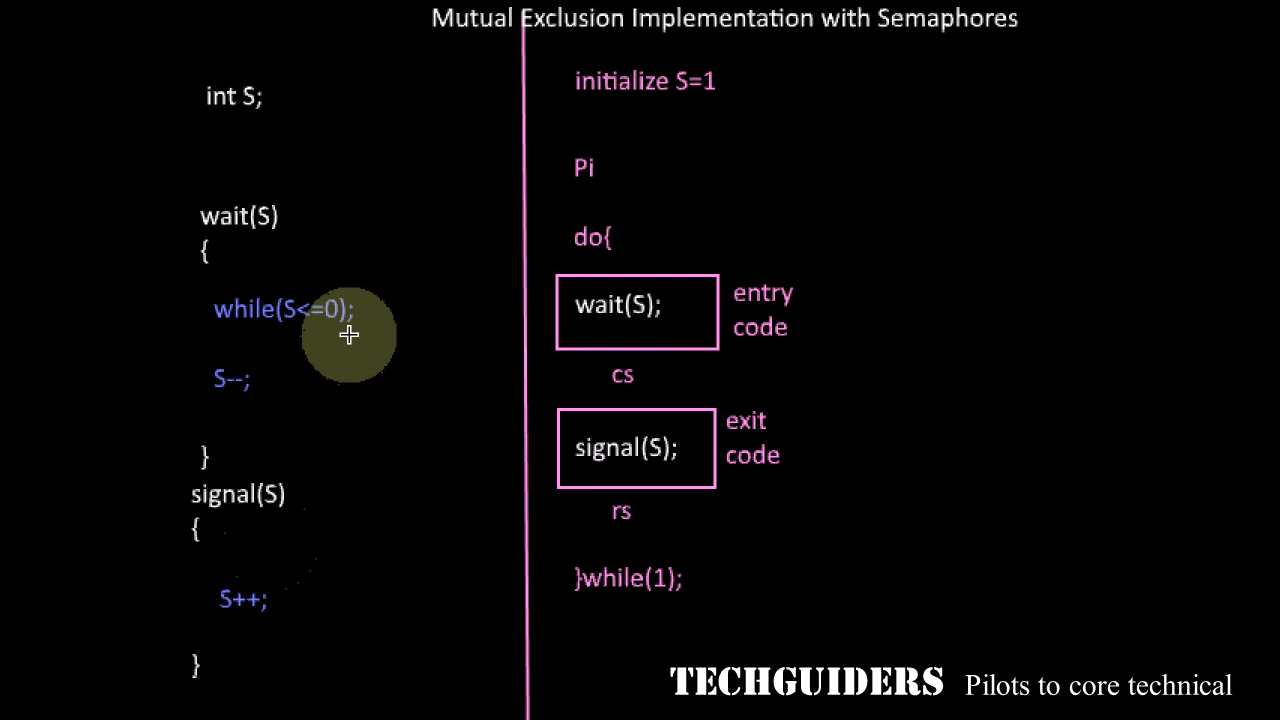 Mutual Exclusion Implementation with Semaphores
int S;
wait(S)
{
while(S<=0);
S--;
}
signal(S)
{
S++;
}
initialize S=1
Pi
do{
wait(S);
entry
code
cs
signal(S);
exit
code
rs
}while(1);
TECHGUIDERS Pilots to core technical